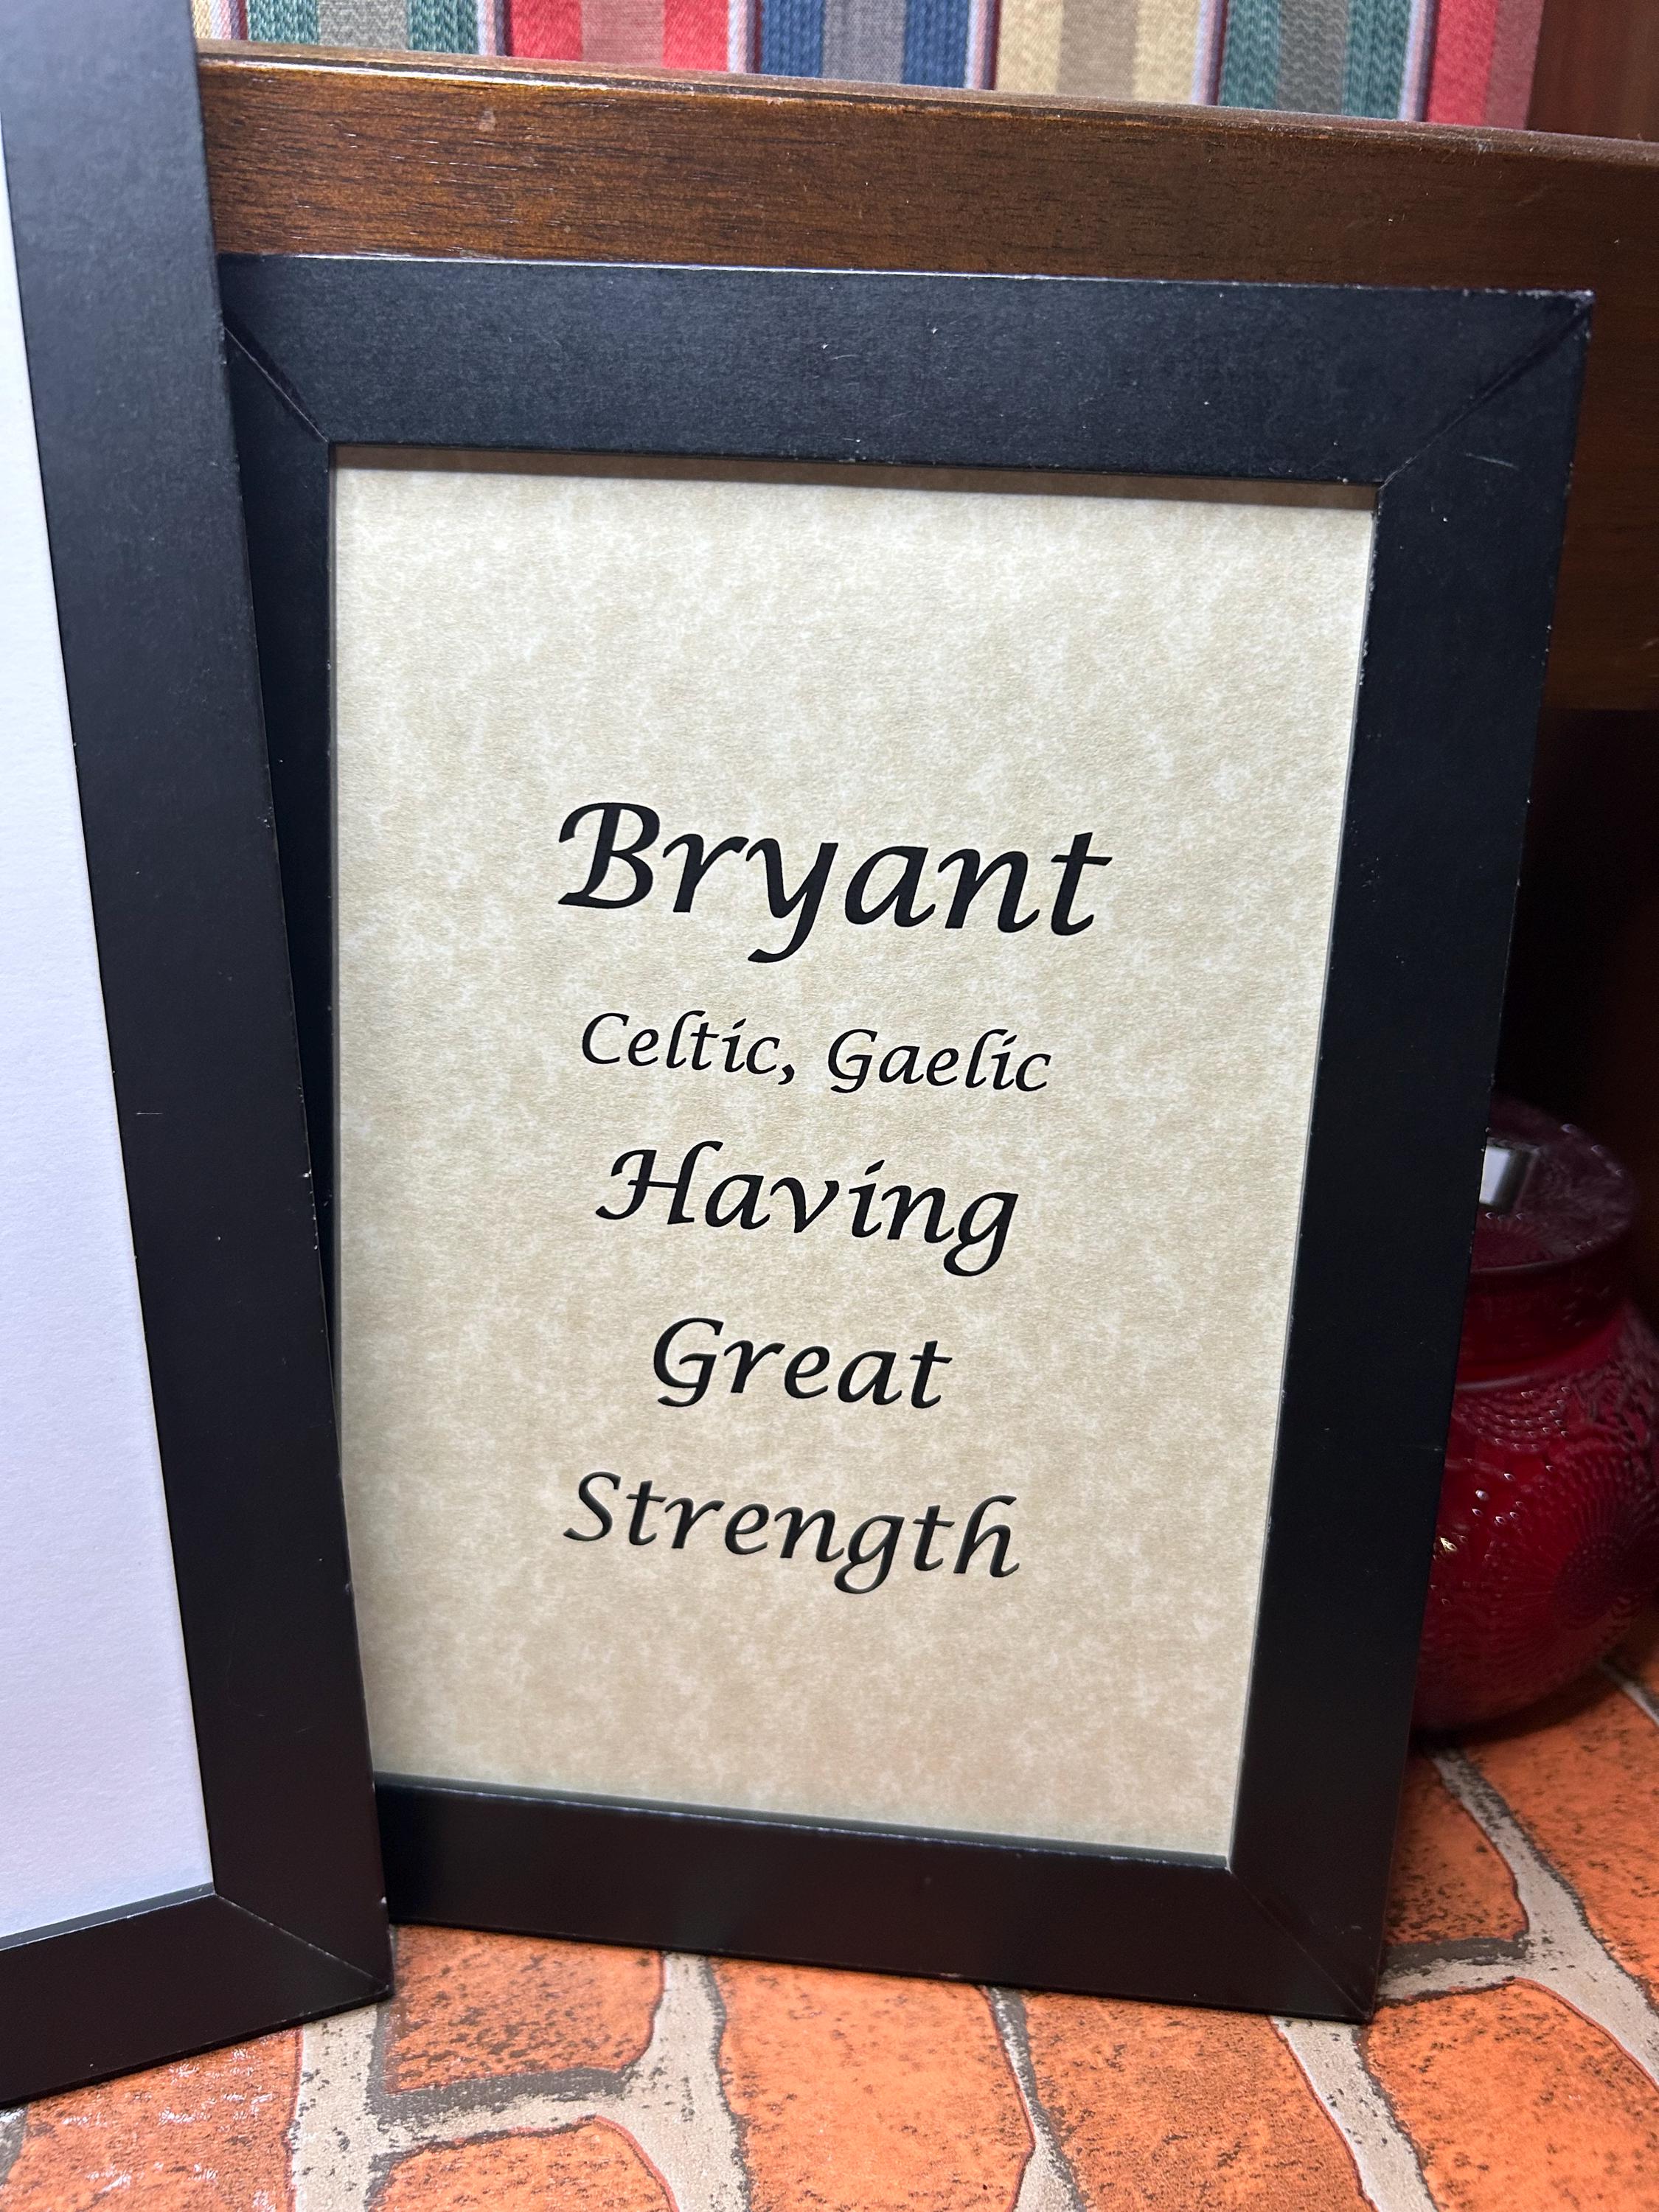 Bryant
Celtic, Gaelic
Having
Great
Strength